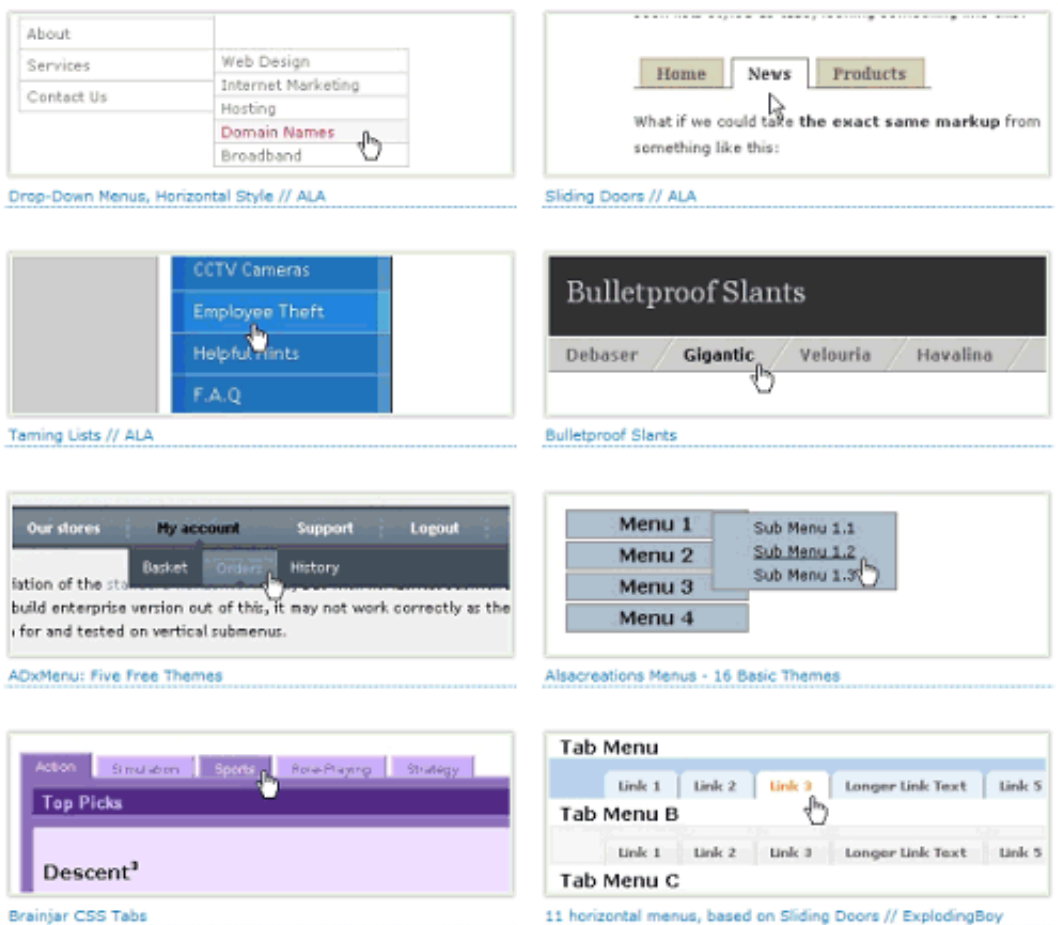 About
Services
Contact Us
Web Design
Internet Marketing
Hosting
Domain Names
Broadband
Drop-Down Menus, Horizontal Style // ALA
Home News Products
What if we could take the exact same markup from
something like this:
Sliding Doors // ALA
CCTV Cameras
Employee Theft
Helpful Hints
F.A.Q
Taming Lists // ALA
Bulletproof Slants
Debaser Gigantic Velouria Havalina
Bulletproof Slants
Our stores My account Support Logout
Basket Orders History
iation of the
build enterprise version out of this, it may not work correctly as the
for and tested on vertical submenus.
ADxMenu: Five Free Themes
Menu 1
Menu 2
Menu 3
Menu 4
Sub Menu 1.1
Sub Menu 1.2
Sub Menu 1.3
Alsacreations Menus - 16 Basic Themes
Action Simulation Sports Role-Playing Strategy
Top Picks
Descent³
Brainjar CSS Tabs
Tab Menu
Link 1 Link 2 Link 3 Longer Link Text Link 5
Tab Menu B
Link 1 Link 2 Link 3 Longer Link Text Link 5
Tab Menu C
11 horizontal menus, based on Sliding Doors // ExplodingBoy